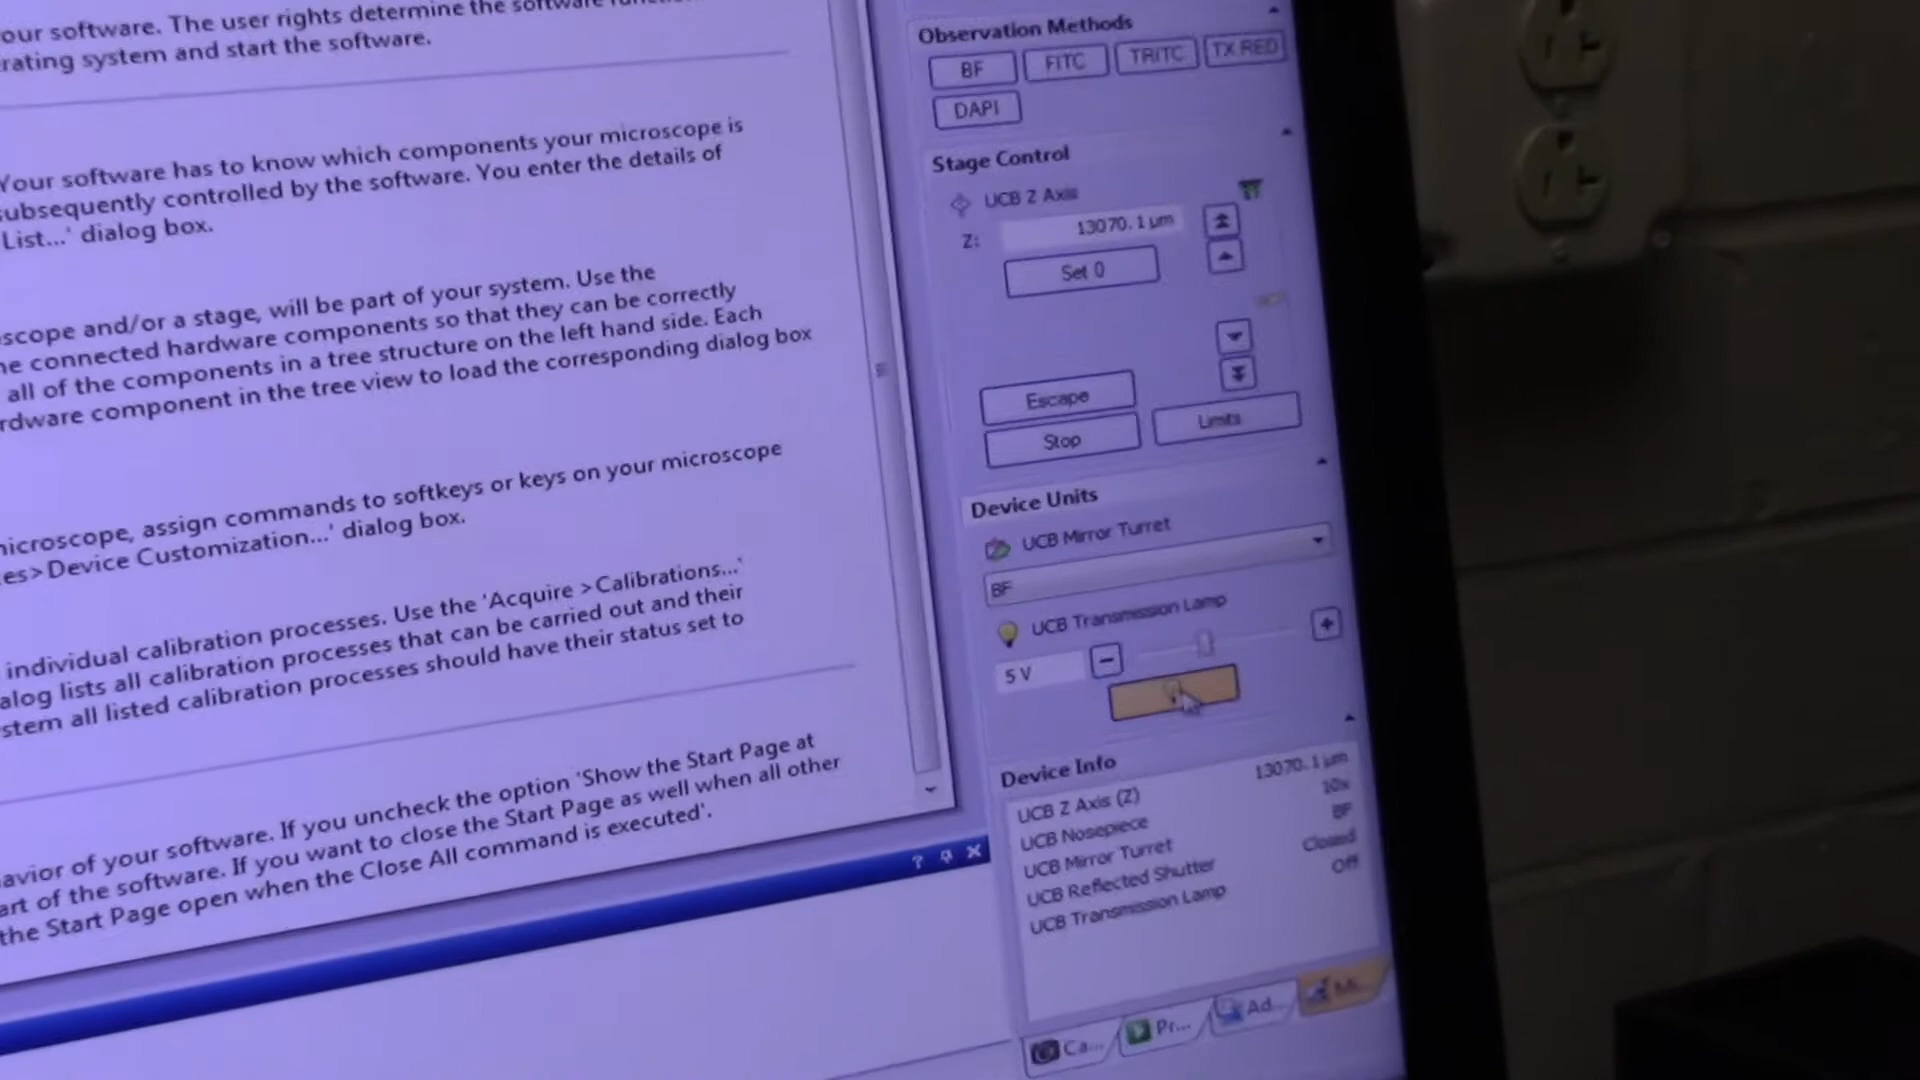 our software. The user rights determine the software
rating system and start the software.
Your software has to know which components your microscope is
subsequently controlled by the software. You enter the details of
List...' dialog box.
scope and/or a stage, will be part of your system. Use the
he connected hardware components so that they can be correctly
all of the components in a tree structure on the left hand side. Each
rdware component in the tree view to load the corresponding dialog box
nicroscope, assign commands to softkeys or keys on your microscope
es>Device Customization...' dialog box.
individual calibration processes. Use the 'Acquire >Calibrations...'
alog lists all calibration processes that can be carried out and their
stem all listed calibration processes should have their status set to
avior of your software. If you uncheck the option 'Show the Start Page at
art of the software. If you want to close the Start Page as well when all other
the Start Page open when the Close All command is executed'.
Observation Methods
BF FITC TRITC TX RED
DAPI
Stage Control
UCB Z Axis
Z: 13070.1 µm
Set 0
Escape
Stop
Limits
Device Units
UCB Mirror Turret
BF
UCB Transmission Lamp
5 V
Device Info
UCB Z Axis (Z) 13070.1 µm
UCB Nosepiece 10x
UCB Mirror Turret BF
UCB Reflected Shutter Closed
UCB Transmission Lamp Off
Ca... Pr... Ad...